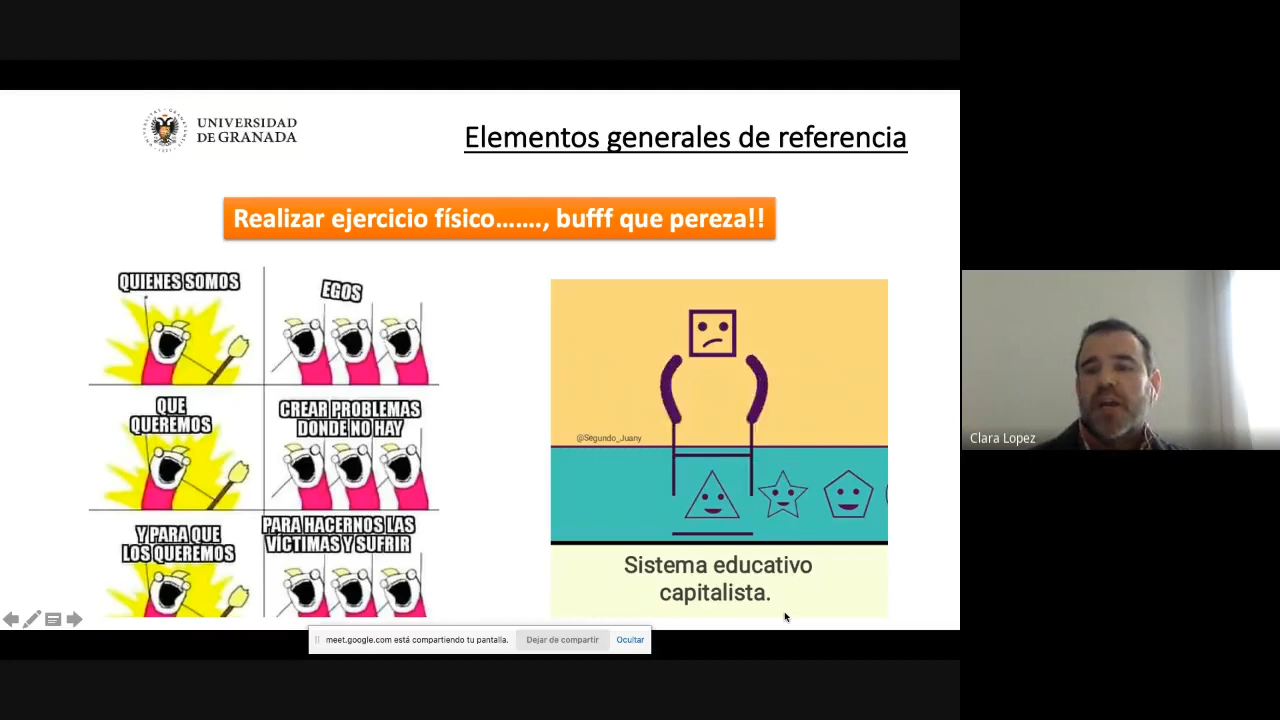 UNIVERSIDAD
DE GRANADA
Elementos generales de referencia
Realizar ejercicio físico……., bufff que pereza!!
QUIENES SOMOS
EGOS
QUE
QUEREMOS
CREAR PROBLEMAS
DONDE NO HAY
Y PARA QUE
LOS QUEREMOS
PARA HACERNOS LAS
VICTIMAS Y SUFRIR
@Segundo_Juany
Sistema educativo
capitalista.
Clara Lopez
meet.google.com está compartiendo tu pantalla.
Dejar de compartir
Ocultar